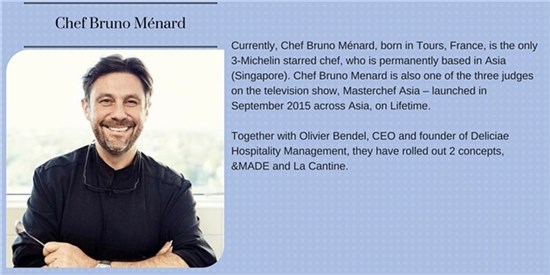 Chef Bruno Ménard
Currently, Chef Bruno Ménard, born in Tours, France, is the only
3-Michelin starred chef, who is permanently based in Asia
(Singapore). Chef Bruno Menard is also one of the three judges
on the television show, Masterchef Asia – launched in
September 2015 across Asia, on Lifetime.
Together with Olivier Bendel, CEO and founder of Deliciae
Hospitality Management, they have rolled out 2 concepts,
&MADE and La Cantine.